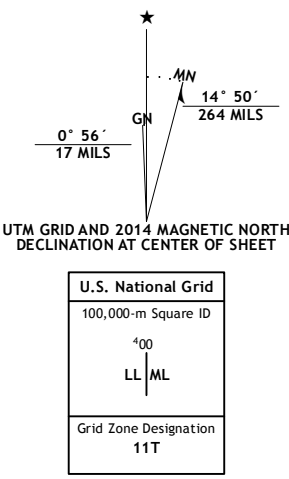 ★
MN
GN
14° 50´
264 MILS
0° 56´
17 MILS
UTM GRID AND 2014 MAGNETIC NORTH
DECLINATION AT CENTER OF SHEET
U.S. National Grid
100,000-m Square ID
⁴00
LL ML
Grid Zone Designation
11T